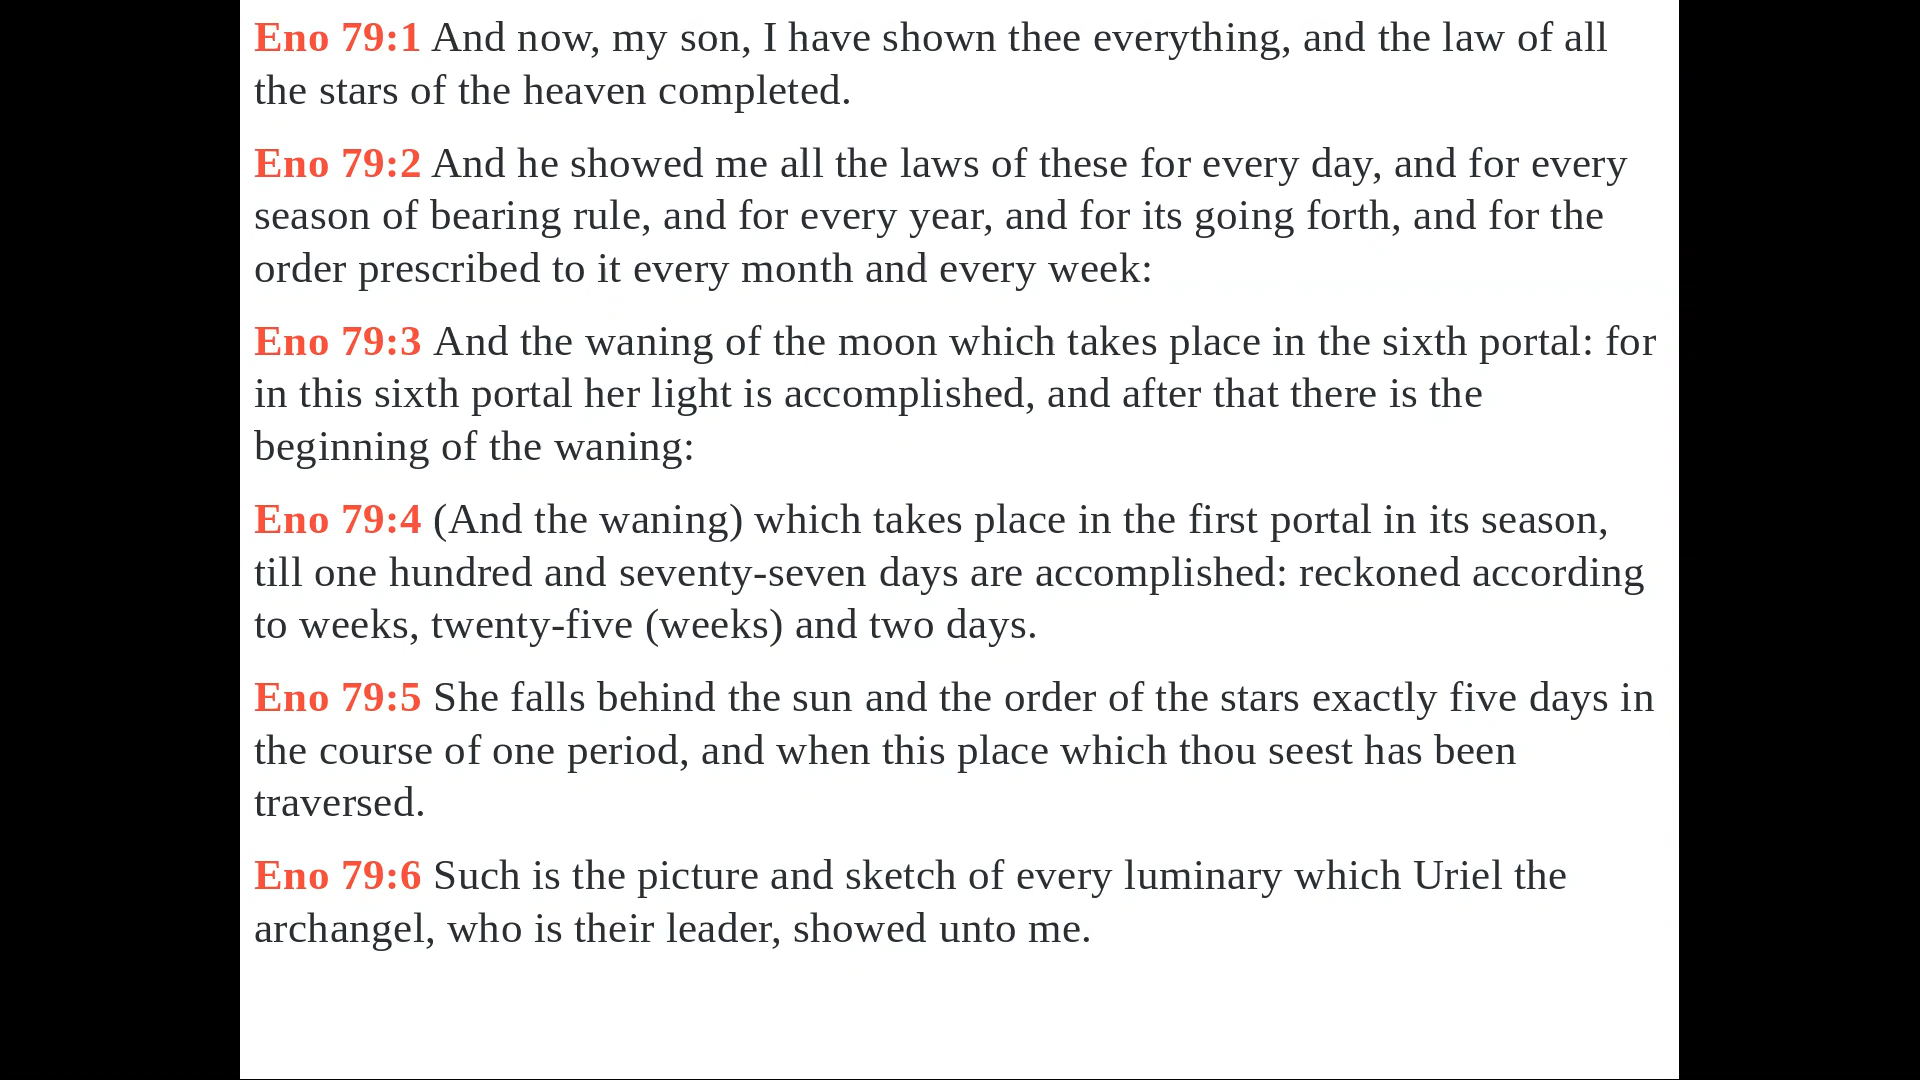 Eno 79:1 And now, my son, I have shown thee everything, and the law of all
the stars of the heaven completed.
Eno 79:2 And he showed me all the laws of these for every day, and for every
season of bearing rule, and for every year, and for its going forth, and for the
order prescribed to it every month and every week:
Eno 79:3 And the waning of the moon which takes place in the sixth portal: for
in this sixth portal her light is accomplished, and after that there is the
beginning of the waning:
Eno 79:4 (And the waning) which takes place in the first portal in its season,
till one hundred and seventy-seven days are accomplished: reckoned according
to weeks, twenty-five (weeks) and two days.
Eno 79:5 She falls behind the sun and the order of the stars exactly five days in
the course of one period, and when this place which thou seest has been
traversed.
Eno 79:6 Such is the picture and sketch of every luminary which Uriel the
archangel, who is their leader, showed unto me.